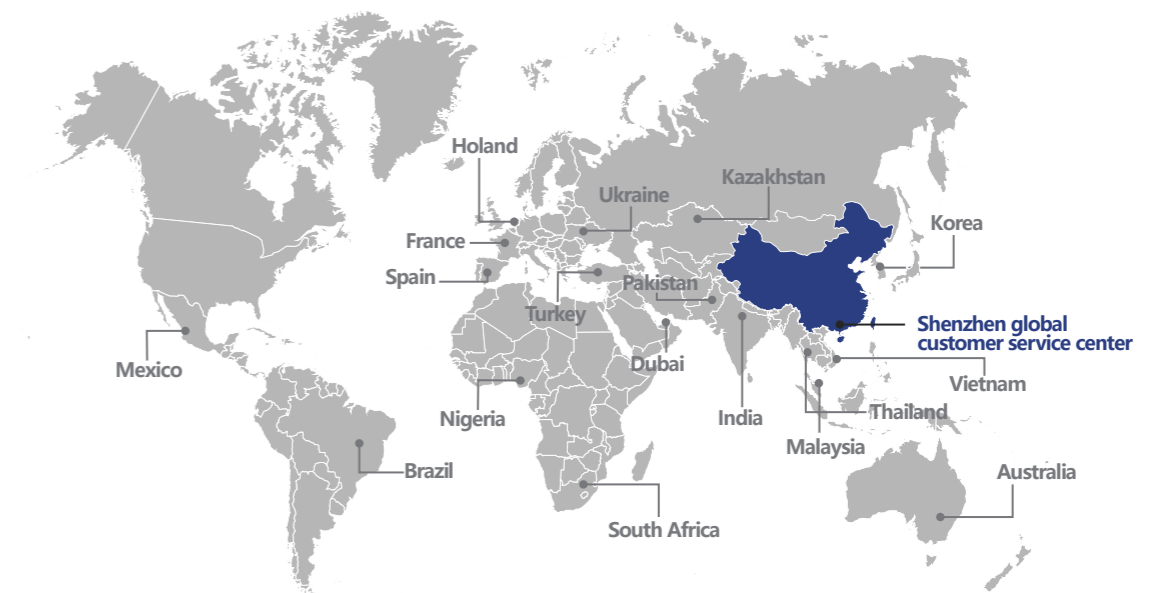 Holand
Kazakhstan
Ukraine
Korea
France
Spain
Pakistan
Turkey
Shenzhen global
customer service center
Mexico
Dubai
Vietnam
Nigeria
India
Thailand
Malaysia
Brazil
Australia
South Africa